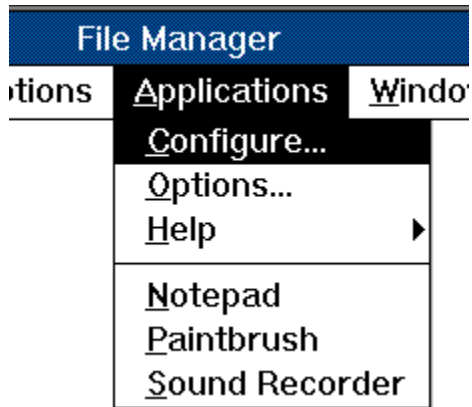 File Manager
Applications
Configure...
Options...
Help
Notepad
Paintbrush
Sound Recorder